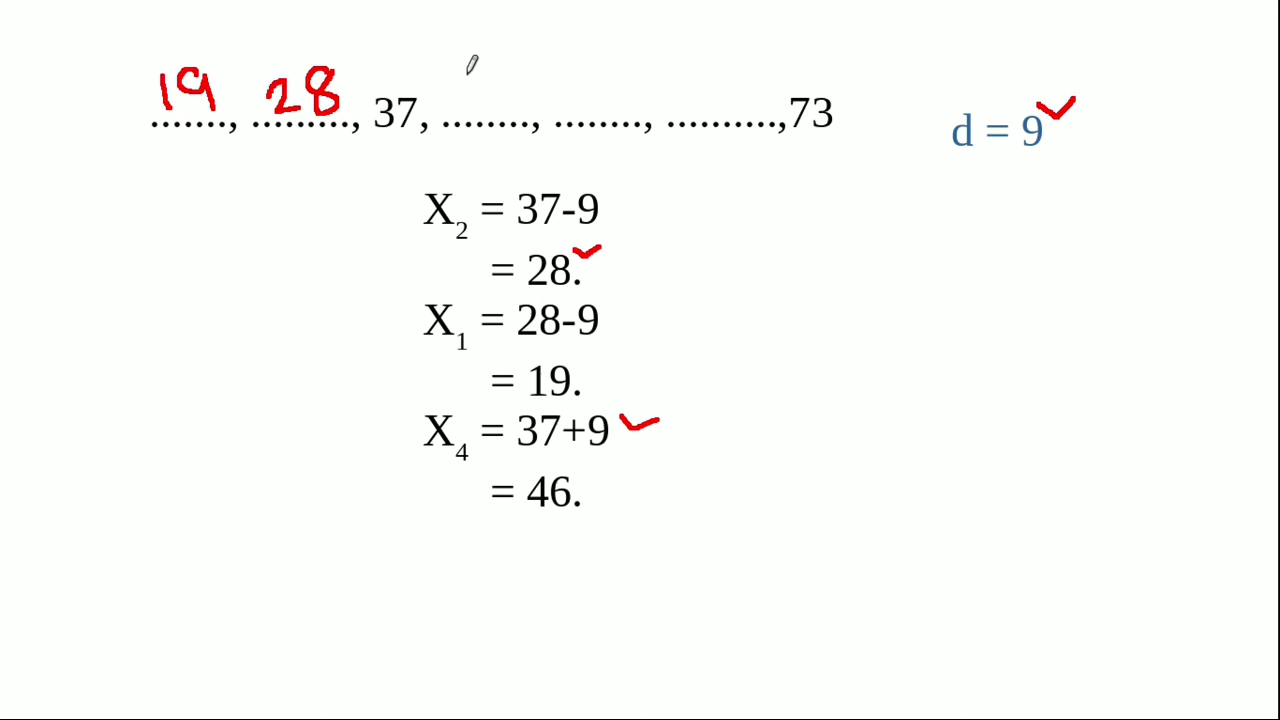 19 28
......., ........., 37, ........, ........, ..........,73
d = 9
X₂ = 37-9
= 28.
X₁ = 28-9
= 19.
X₄ = 37+9
= 46.